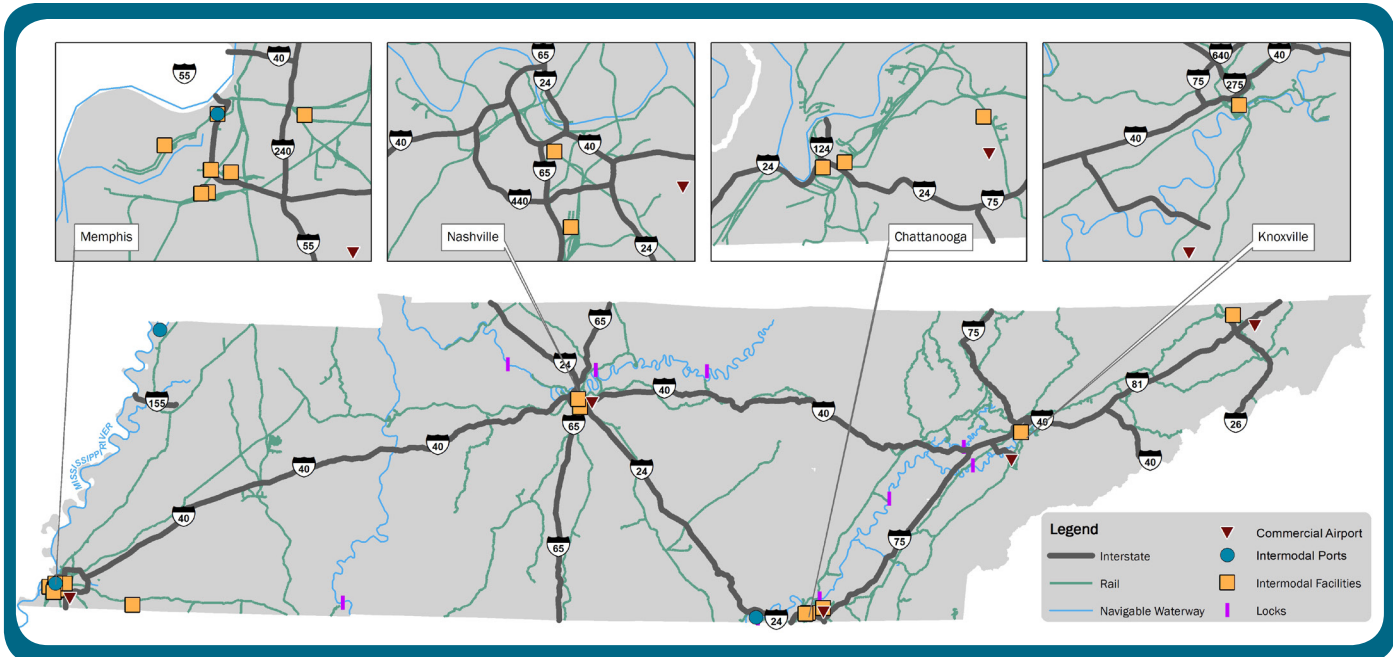 40
55
240
55
Memphis
65
24
40
40
65
440
24
Nashville
124
24
24
75
Chattanooga
640
40
75
275
40
Knoxville
65
75
24
155
40
81
40
40
26
65
40
40
40
24
MISSISSIPPI RIVER
40
65
75
24
Legend
Interstate
Rail
Navigable Waterway
Commercial Airport
Intermodal Ports
Intermodal Facilities
Locks